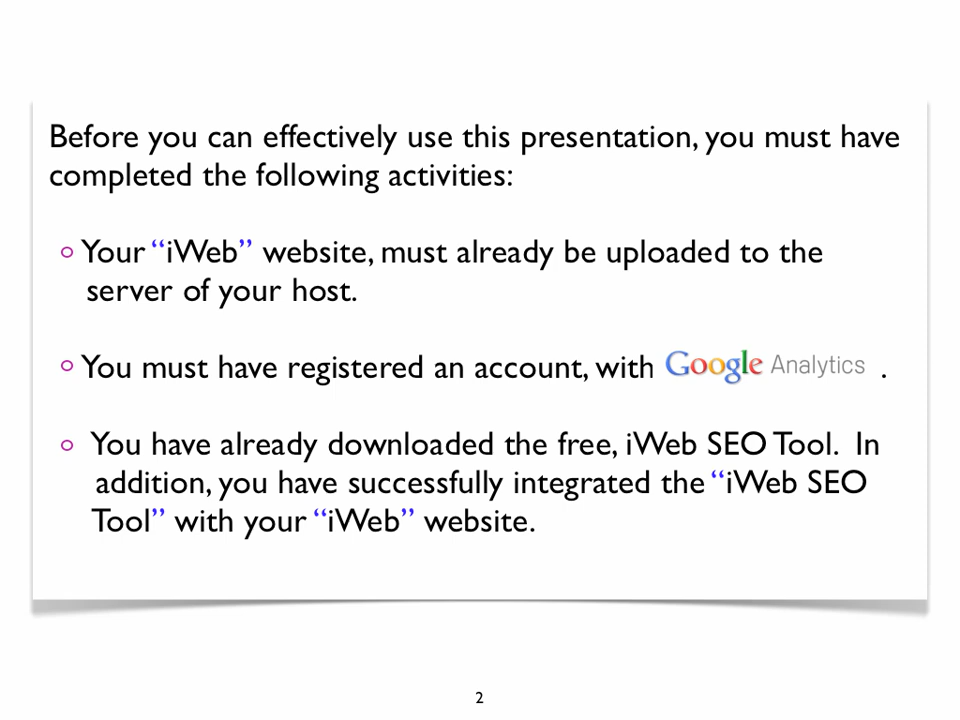 Before you can effectively use this presentation, you must have
completed the following activities:
Your “iWeb” website, must already be uploaded to the
server of your host.
You must have registered an account, with Google Analytics .
You have already downloaded the free, iWeb SEO Tool. In
addition, you have successfully integrated the “iWeb SEO
Tool” with your “iWeb” website.
2